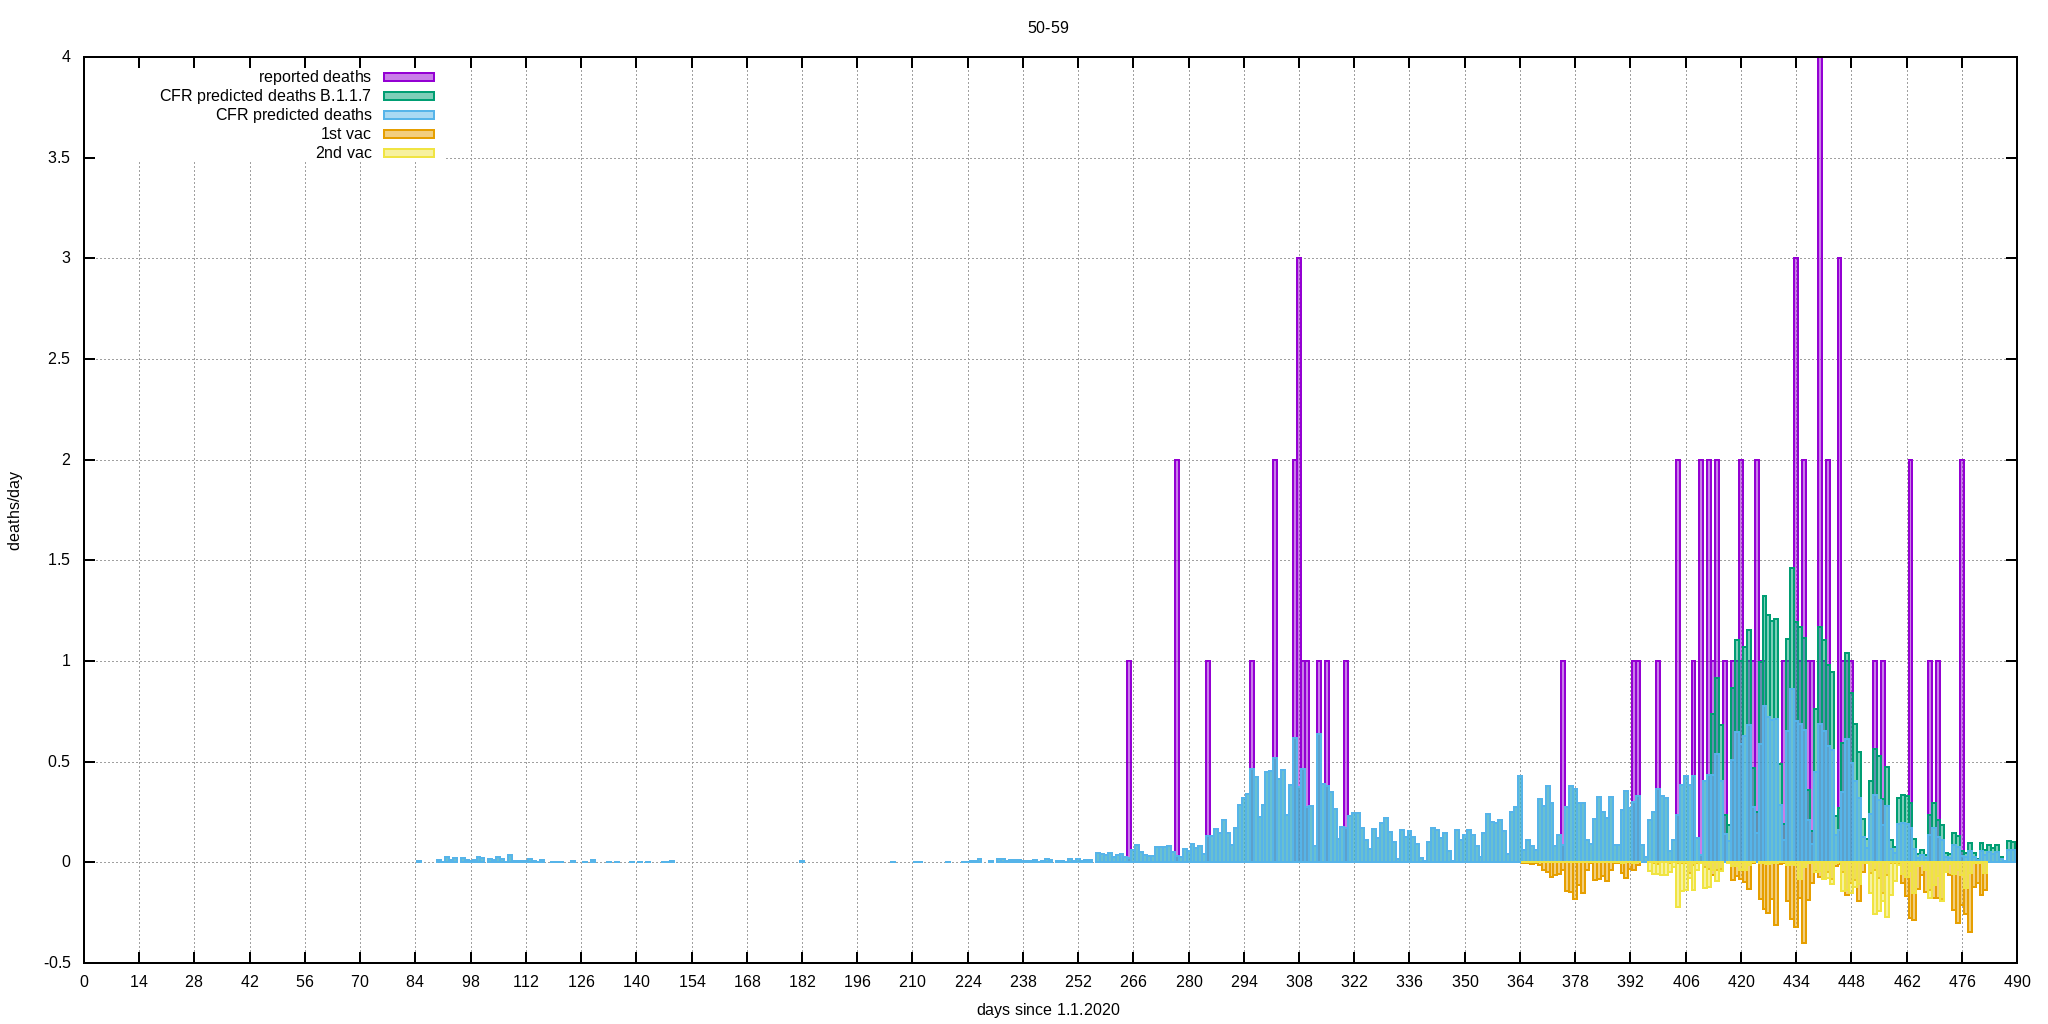 50-59
4
3.5
3
2.5
2
1.5
1
0.5
0
-0.5
deaths/day
reported deaths
CFR predicted deaths B.1.1.7
CFR predicted deaths
1st vac
2nd vac
0 14 28 42 56 70 84 98 112 126 140 154 168 182 196 210 224 238 252 266 280 294 308 322 336 350 364 378 392 406 420 434 448 462 476 490
days since 1.1.2020